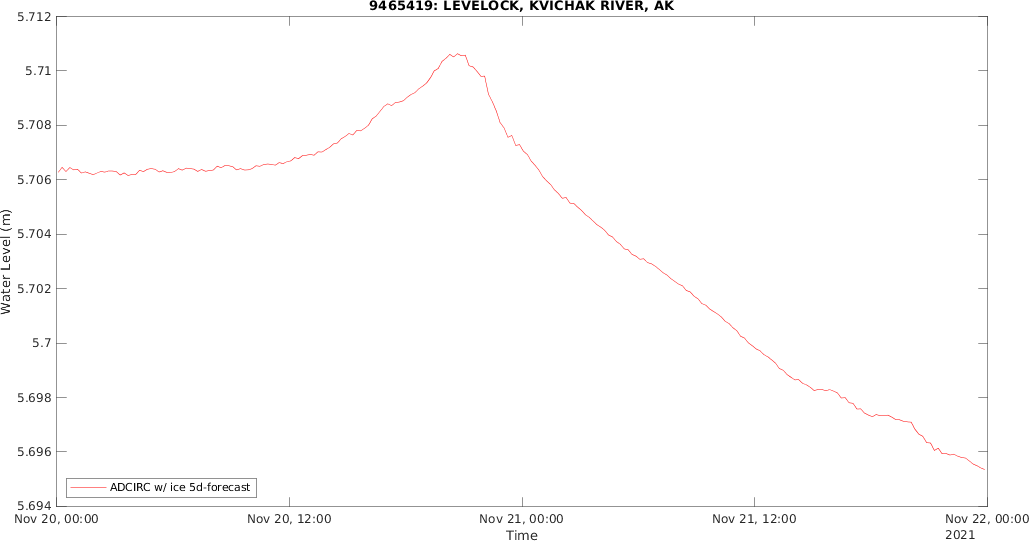 9465419: LEVELOCK, KVICHAK RIVER, AK
5.712
5.71
5.708
5.706
5.704
5.702
5.7
5.698
5.696
5.694
Water Level (m)
ADCIRC w/ ice 5d-forecast
Nov 20, 00:00
Nov 20, 12:00
Nov 21, 00:00
Nov 21, 12:00
Nov 22, 00:00
2021
Time